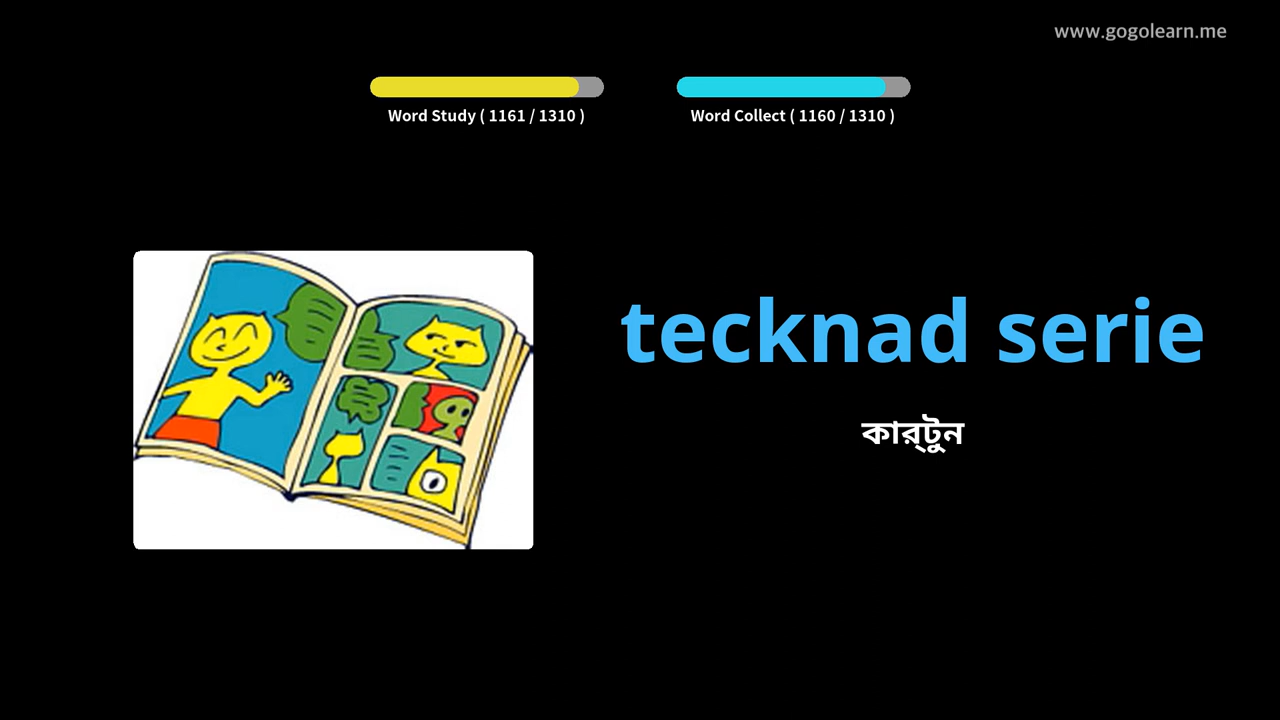 www.gogolearn.me
Word Study ( 1161 / 1310 )
Word Collect ( 1160 / 1310 )
tecknad serie
কার্‌টুন